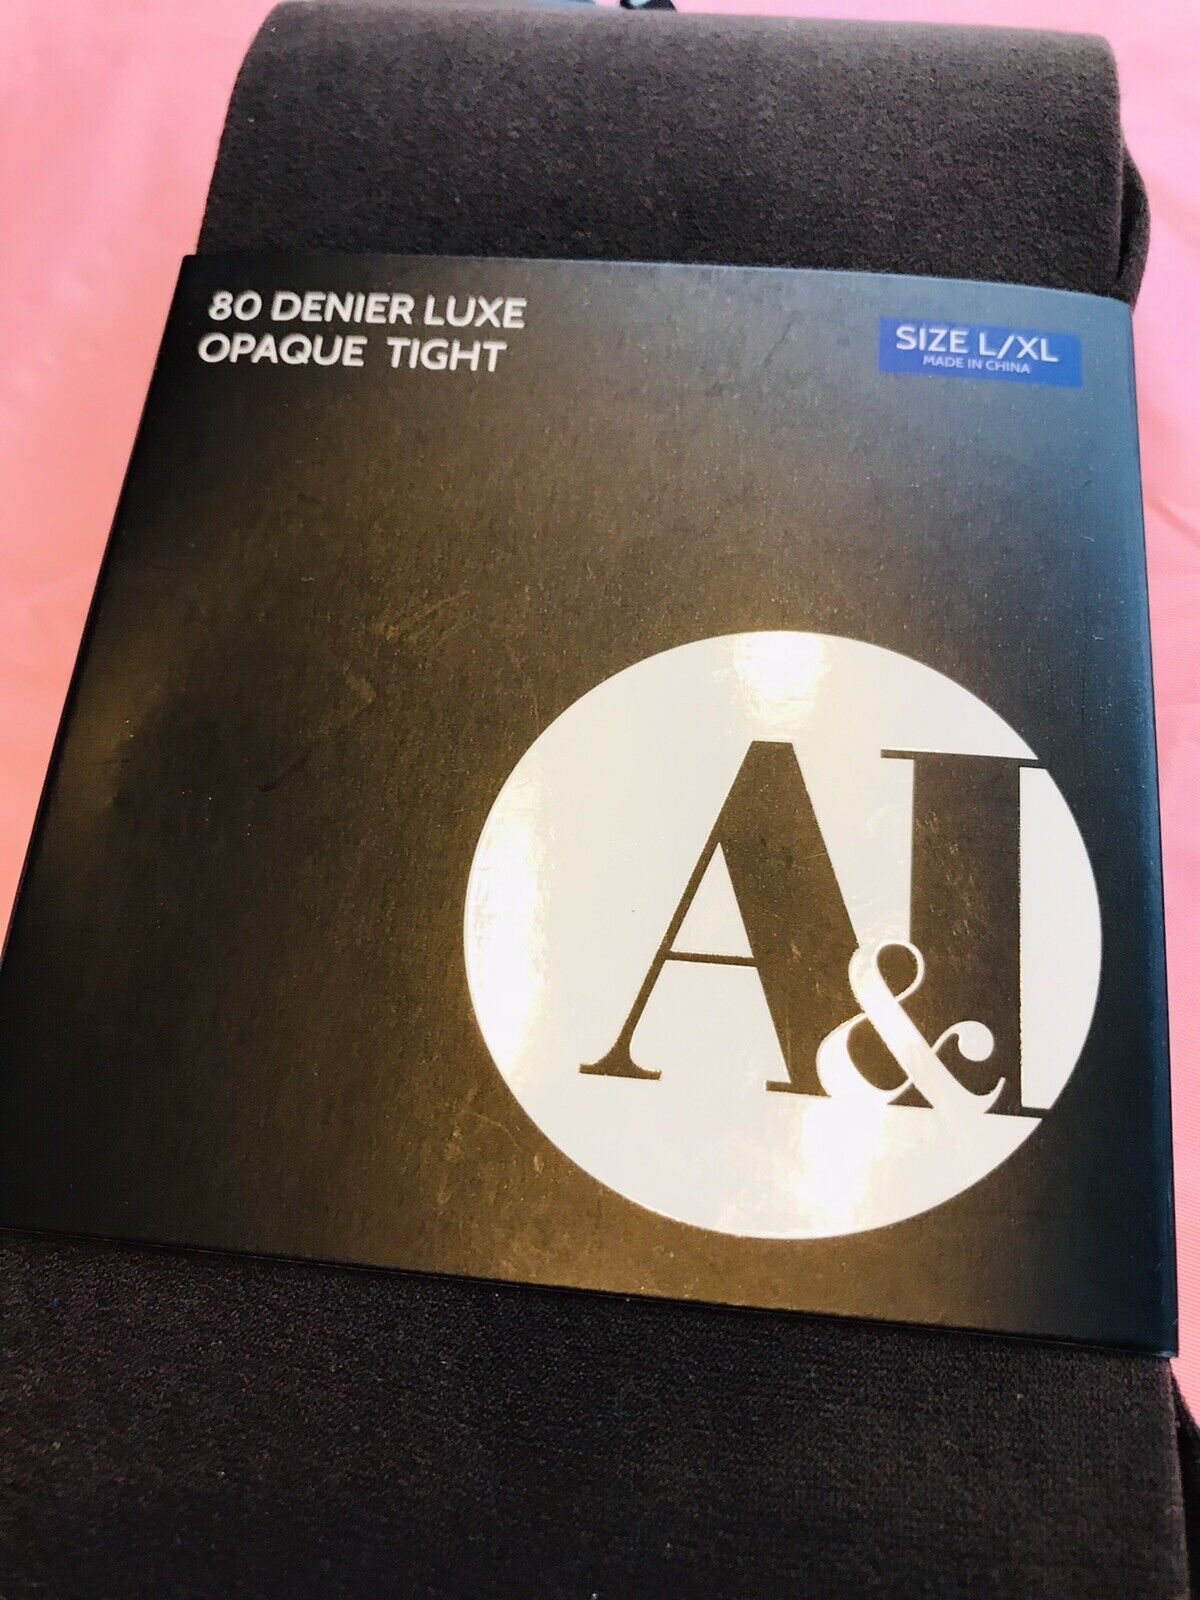 80 DENIER LUXE
OPAQUE TIGHT
SIZE L/XL
MADE IN CHINA
A&I